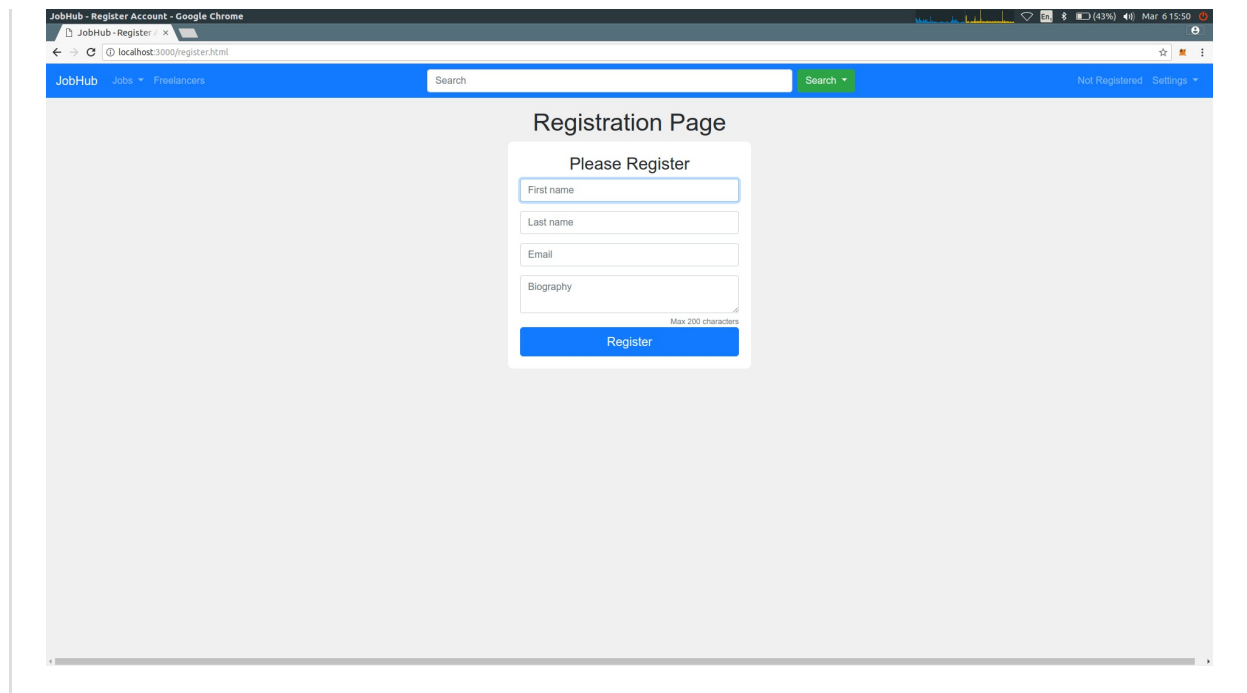 JobHub - Register Account - Google Chrome
En
(43%)
Mar 6 15:50
JobHub - Register A
localhost:3000/register.html
JobHub Jobs Freelancers Search Search Not Registered Settings
Registration Page
Please Register
First name
Last name
Email
Biography
Max 200 characters
Register